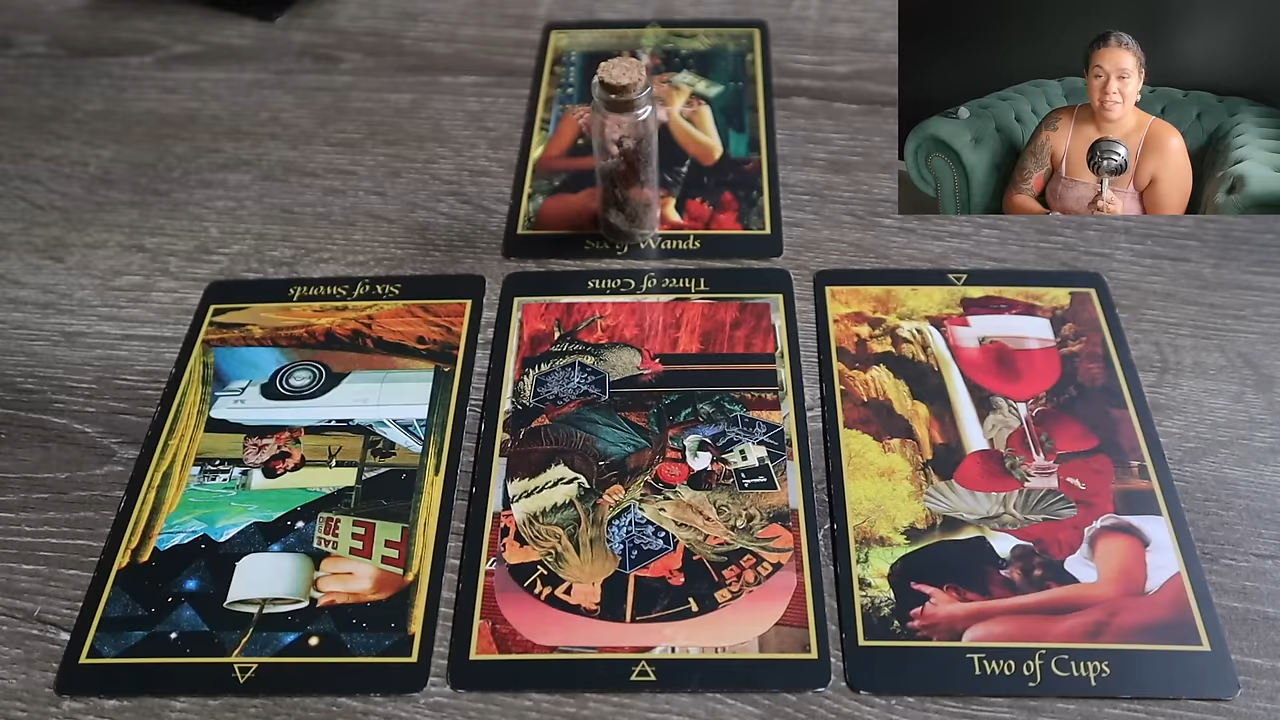 Six of Wands
Six of Swords
Three of Coins
Two of Cups